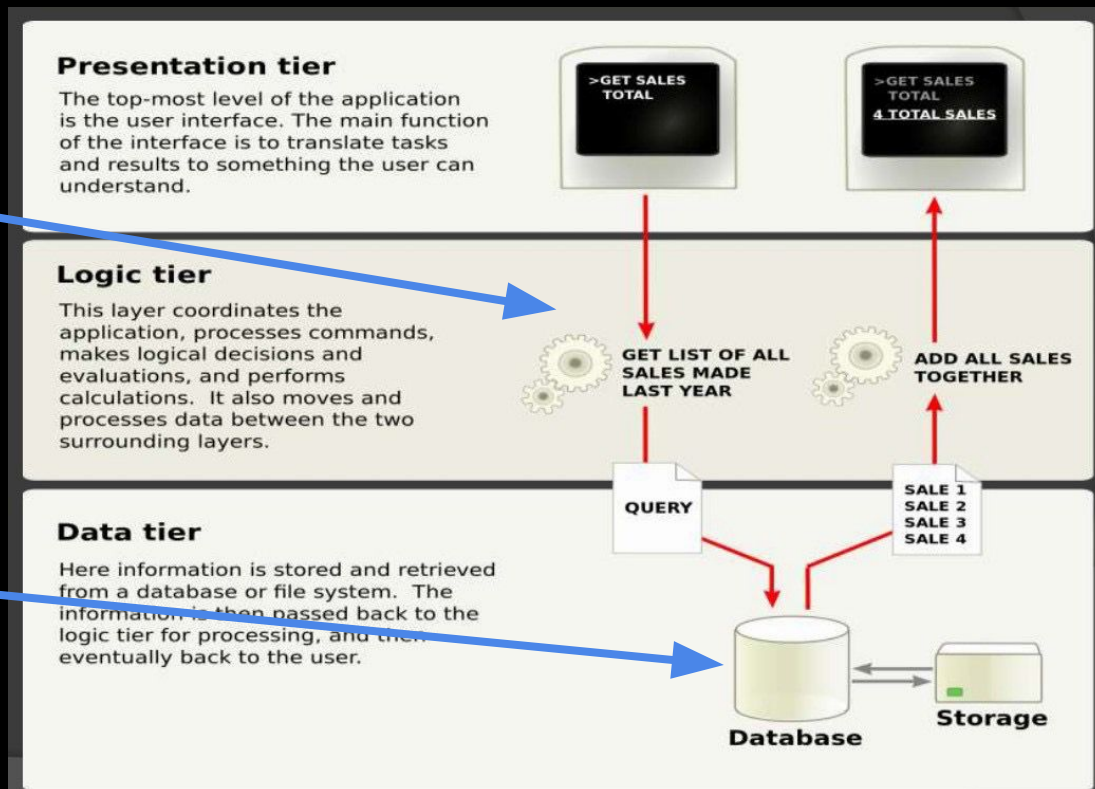 Presentation tier
The top-most level of the application
is the user interface. The main function
of the interface is to translate tasks
and results to something the user can
understand.
>GET SALES
TOTAL
>GET SALES
TOTAL
4 TOTAL SALES
Logic tier
This layer coordinates the
application, processes commands,
makes logical decisions and
evaluations, and performs
calculations. It also moves and
processes data between the two
surrounding layers.
GET LIST OF ALL
SALES MADE
LAST YEAR
ADD ALL SALES
TOGETHER
QUERY
SALE 1
SALE 2
SALE 3
SALE 4
Data tier
Here information is stored and retrieved
from a database or file system. The
information is then passed back to the
logic tier for processing, and then
eventually back to the user.
Database
Storage